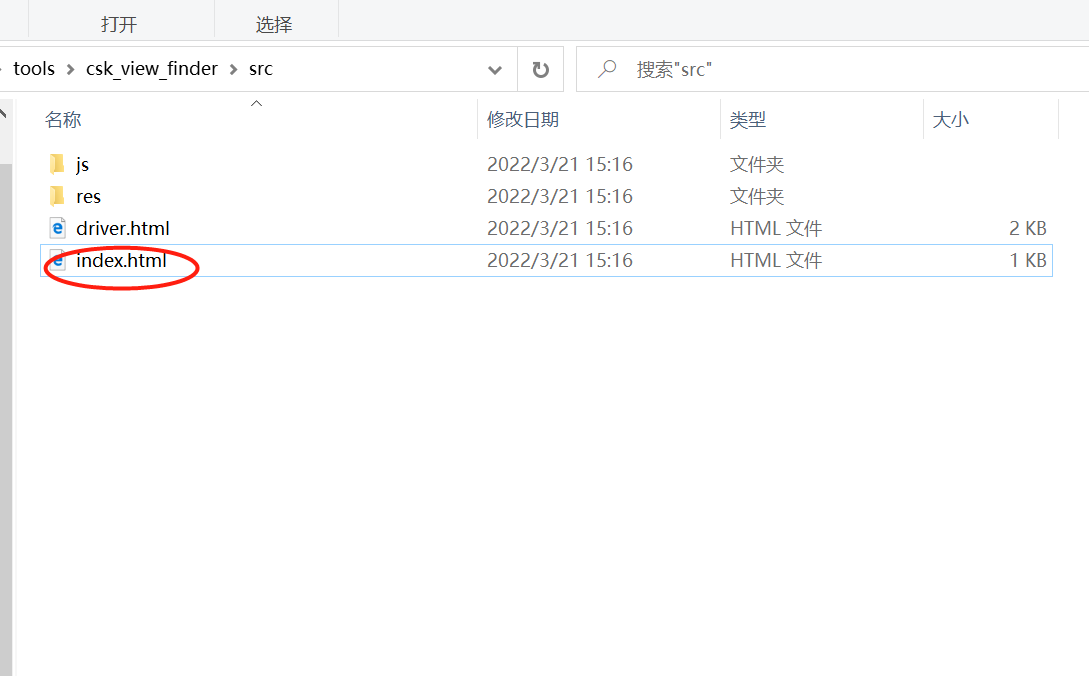 打开 选择
tools csk_view_finder src 搜索"src"
名称 修改日期 类型 大小
js 2022/3/21 15:16 文件夹
res 2022/3/21 15:16 文件夹
driver.html 2022/3/21 15:16 HTML 文件 2 KB
index.html 2022/3/21 15:16 HTML 文件 1 KB